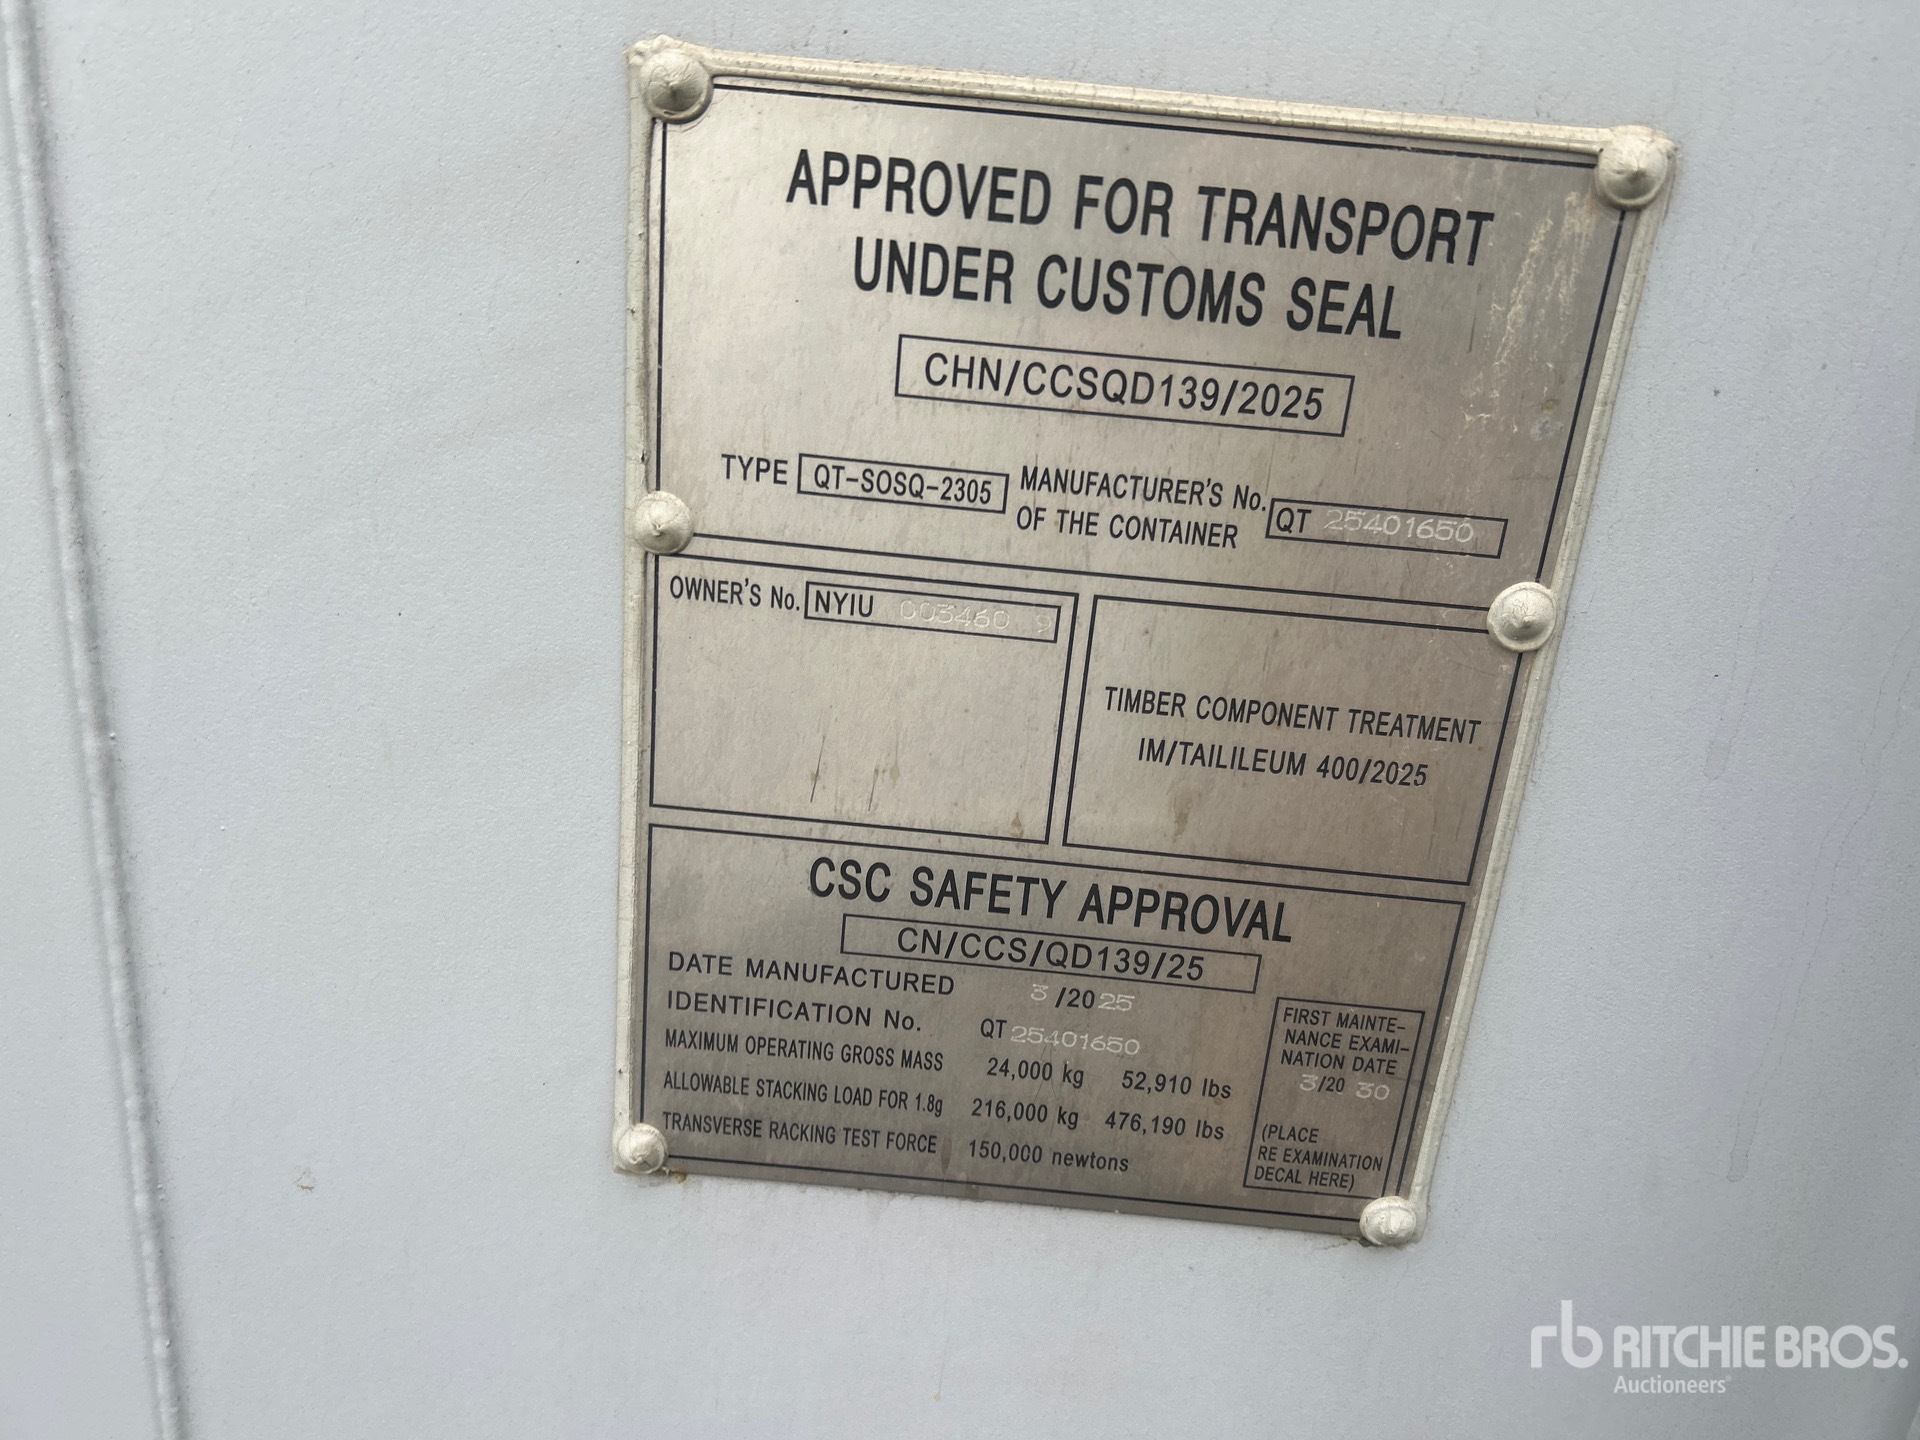 APPROVED FOR TRANSPORT
UNDER CUSTOMS SEAL
CHN/CCSQD139/2025
TYPE QT-SOSQ-2305 MANUFACTURER'S No. OF THE CONTAINER QT 25401650
OWNER'S No. NYIU 003460 9
TIMBER COMPONENT TREATMENT
IM/TAILILEUM 400/2025
CSC SAFETY APPROVAL
CN/CCS/QD139/25
DATE MANUFACTURED 3/2025
IDENTIFICATION No. QT 25401650
MAXIMUM OPERATING GROSS MASS 24,000 kg 52,910 lbs
ALLOWABLE STACKING LOAD FOR 1.8g 216,000 kg 476,190 lbs
TRANSVERSE RACKING TEST FORCE 150,000 newtons
FIRST MAINTE-
NANCE EXAMI-
NATION DATE
3/20 30
(PLACE
RE EXAMINATION
DECAL HERE)
rb RITCHIE BROS.
Auctioneers